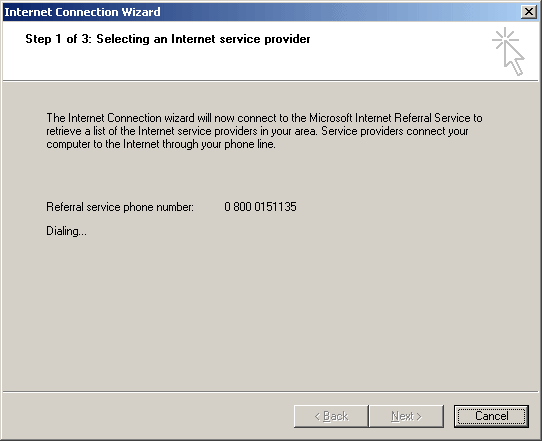 Internet Connection Wizard
Step 1 of 3: Selecting an Internet service provider
The Internet Connection wizard will now connect to the Microsoft Internet Referral Service to
retrieve a list of the Internet service providers in your area. Service providers connect your
computer to the Internet through your phone line.
Referral service phone number: 0 800 0151135
Dialing...
< Back Next > Cancel